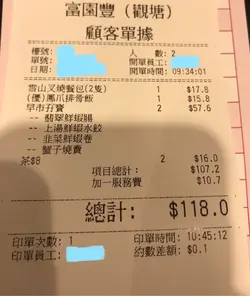 富園豐 (觀塘)
顧客單據
檯號: 人 數: 2
單號: 開單員工:
日期: 開單時間: 09:34:01
雪山叉燒餐包(2隻) 1 $17.8
(優)鳳爪排骨飯 1 $15.8
早市孖寶 2 $57.6
-- 翡翠鮮蝦腸
-- 上湯鮮蝦水餃
-- 韭菜鮮蝦卷
-- 蟹子燒賣
茶$8 2 $16.0
項目總計: $107.2
加一服務費 $10.7
總計: $118.0
印單次數: 1 印單時間: 10:45:12
印單員工: 約數差額: $0.1